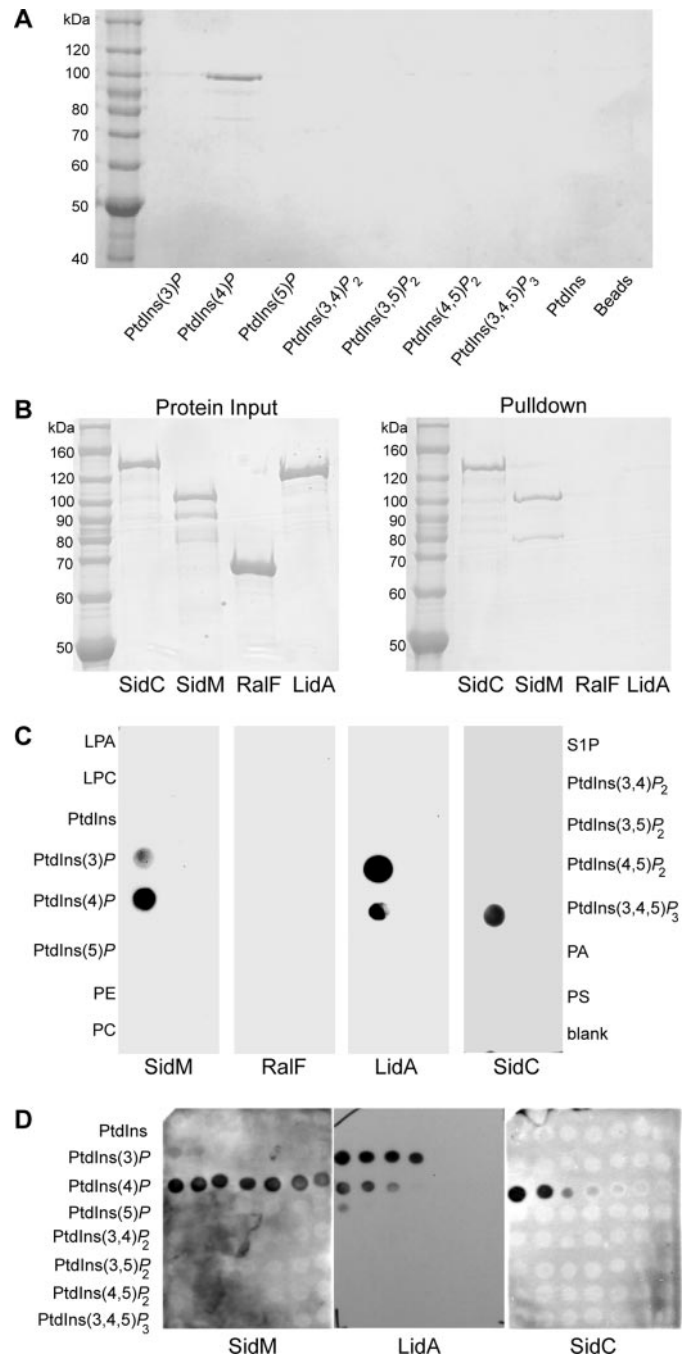 A
kDa
120
100
80
70
60
50
40
PtdIns(3)P
PtdIns(4)P
PtdIns(5)P
PtdIns(3,4)P2
PtdIns(3,5)P2
PtdIns(4,5)P2
PtdIns(3,4,5)P3
PtdIns
Beads
B
Protein Input
Pulldown
kDa
160
120
100
90
80
70
60
50
SidC SidM RalF LidA
kDa
160
120
100
90
80
70
60
50
SidC SidM RalF LidA
C
LPA
LPC
PtdIns
PtdIns(3)P
PtdIns(4)P
PtdIns(5)P
PE
PC
S1P
PtdIns(3,4)P2
PtdIns(3,5)P2
PtdIns(4,5)P2
PtdIns(3,4,5)P3
PA
PS
blank
SidM RalF LidA SidC
D
PtdIns
PtdIns(3)P
PtdIns(4)P
PtdIns(5)P
PtdIns(3,4)P2
PtdIns(3,5)P2
PtdIns(4,5)P2
PtdIns(3,4,5)P3
SidM LidA SidC